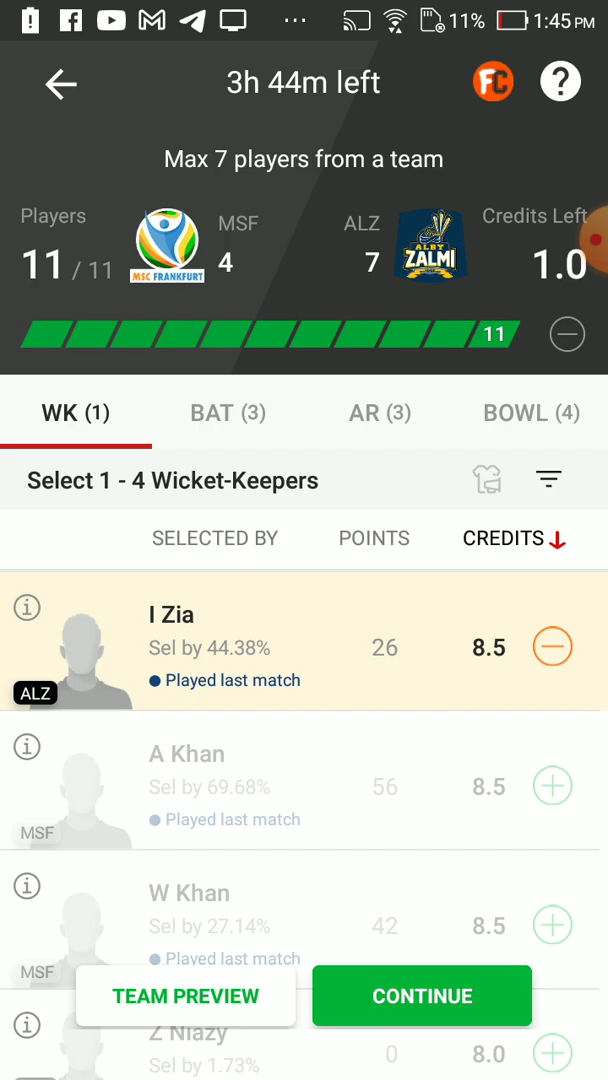 11% 1:45 PM
3h 44m left
FC ?
Max 7 players from a team
Players MSF ALZ Credits Left
11 / 11 4 7 1.0
MSC FRANKFURT
ALBY
ZALMI
11
WK (1) BAT (3) AR (3) BOWL (4)
Select 1 - 4 Wicket-Keepers
SELECTED BY POINTS CREDITS
I Zia
Sel by 44.38% 26 8.5
Played last match
ALZ
A Khan
Sel by 69.68% 56 8.5
Played last match
MSF
W Khan
Sel by 27.14% 42 8.5
Played last match
MSF
TEAM PREVIEW CONTINUE
Z Niazy
Sel by 1.73% 0 8.0